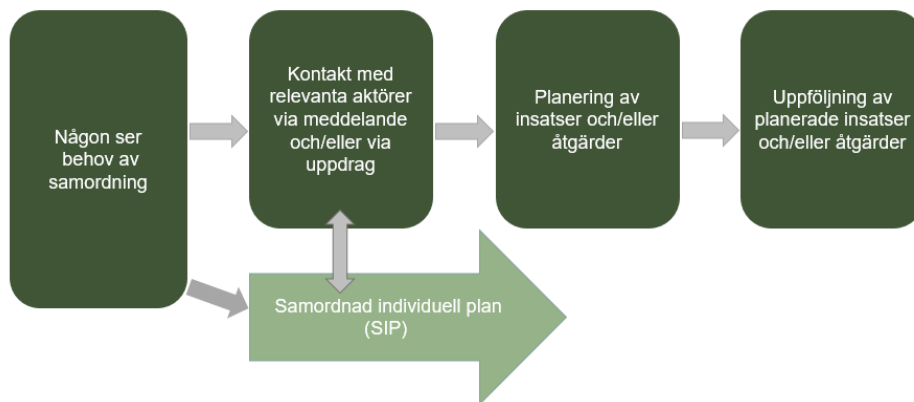 Någon ser
behov av
samordning
Kontakt med
relevanta aktörer
via meddelande
och/eller via
uppdrag
Planering av
insatser och/eller
åtgärder
Uppföljning av
planerade insatser
och/eller åtgärder
Samordnad individuell plan
(SIP)